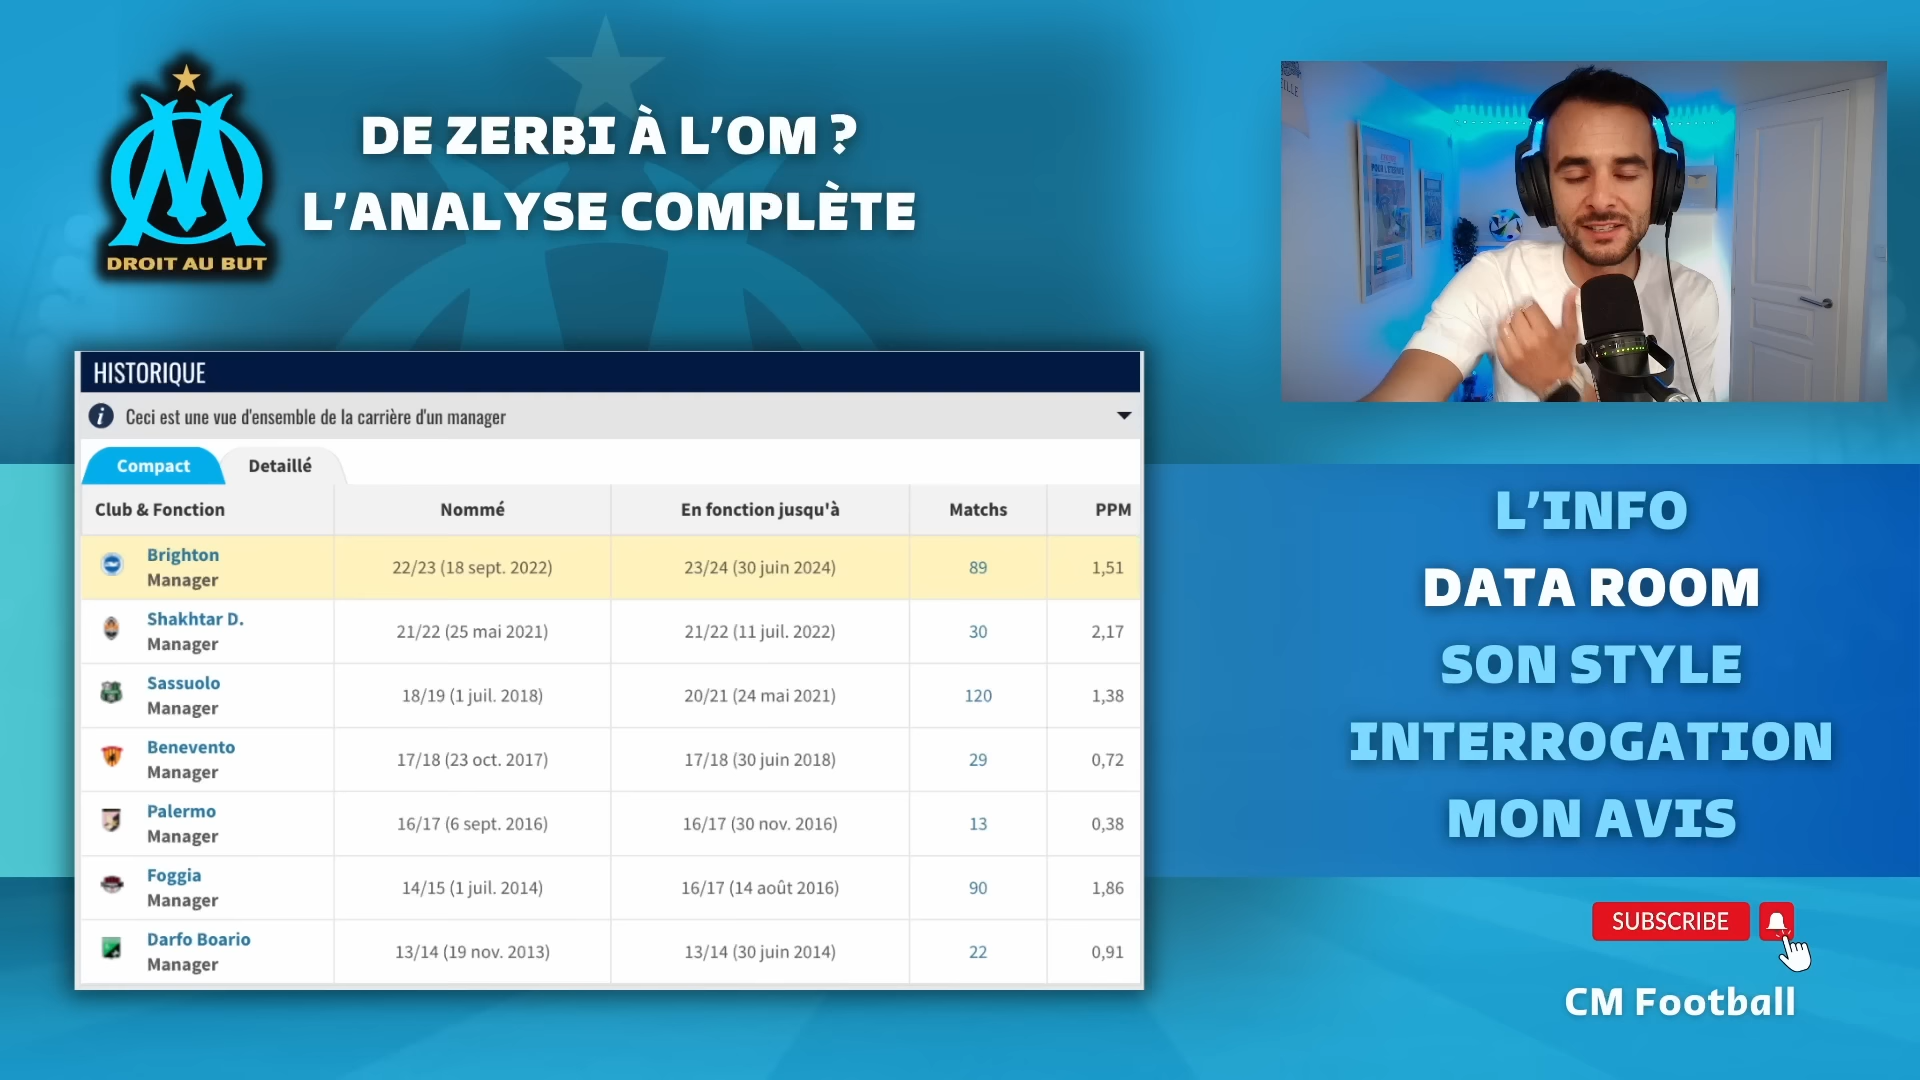 DE ZERBI À L'OM ?
L'ANALYSE COMPLÈTE
DROIT AU BUT
HISTORIQUE
i Ceci est une vue d'ensemble de la carrière d'un manager
Compact Detaillé
Club & Fonction Nommé En fonction jusqu'à Matchs PPM
Brighton
Manager 22/23 (18 sept. 2022) 23/24 (30 juin 2024) 89 1,51
Shakhtar D.
Manager 21/22 (25 mai 2021) 21/22 (11 juil. 2022) 30 2,17
Sassuolo
Manager 18/19 (1 juil. 2018) 20/21 (24 mai 2021) 120 1,38
Benevento
Manager 17/18 (23 oct. 2017) 17/18 (30 juin 2018) 29 0,72
Palermo
Manager 16/17 (6 sept. 2016) 16/17 (30 nov. 2016) 13 0,38
Foggia
Manager 14/15 (1 juil. 2014) 16/17 (14 août 2016) 90 1,86
Darfo Boario
Manager 13/14 (19 nov. 2013) 13/14 (30 juin 2014) 22 0,91
L'INFO
DATA ROOM
SON STYLE
INTERROGATION
MON AVIS
SUBSCRIBE
CM Football